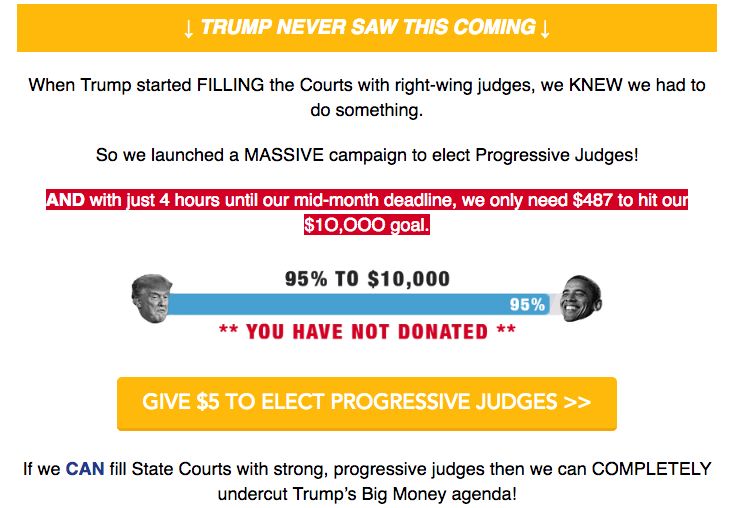 ↓ TRUMP NEVER SAW THIS COMING ↓
When Trump started FILLING the Courts with right-wing judges, we KNEW we had to
do something.
So we launched a MASSIVE campaign to elect Progressive Judges!
AND with just 4 hours until our mid-month deadline, we only need $487 to hit our
$1O,OOO goal.
95% TO $10,000
95%
** YOU HAVE NOT DONATED **
GIVE $5 TO ELECT PROGRESSIVE JUDGES >>
If we CAN fill State Courts with strong, progressive judges then we can COMPLETELY
undercut Trump’s Big Money agenda!